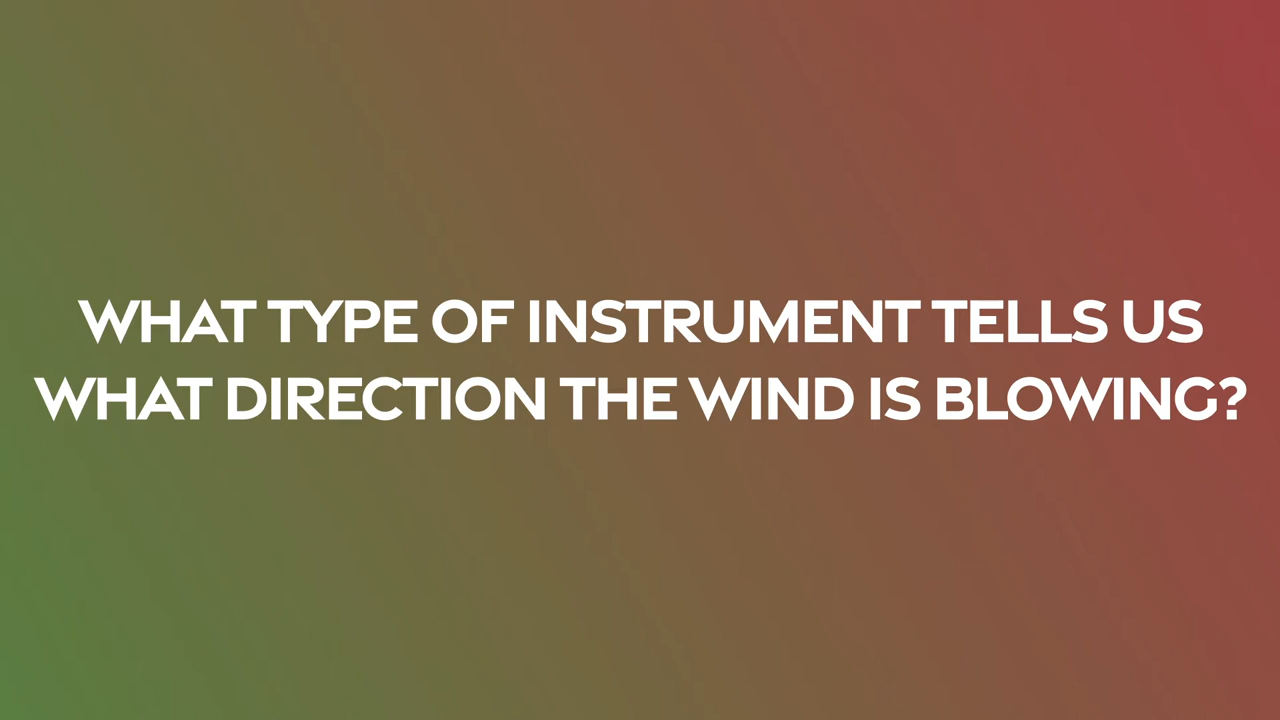 WHAT TYPE OF INSTRUMENT TELLS US
WHAT DIRECTION THE WIND IS BLOWING?